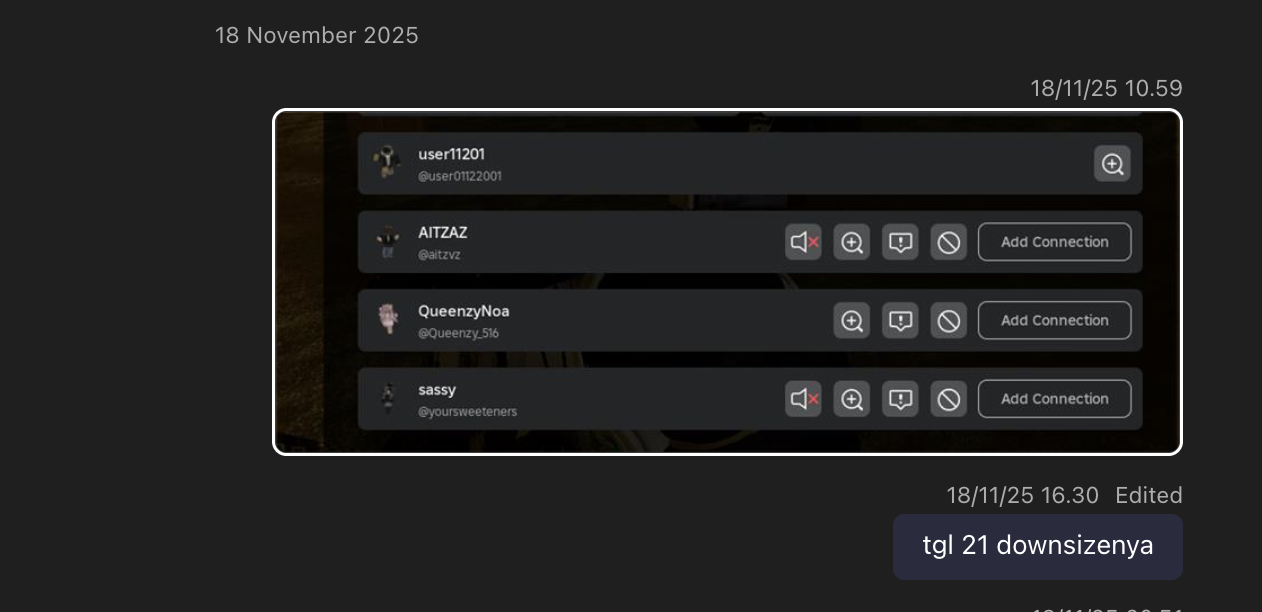 18 November 2025
18/11/25 10.59
user11201
@user01122001
AITZAZ
@aitzvz
Add Connection
QueenzyNoa
@Queenzy_516
Add Connection
sassy
@yoursweeteners
Add Connection
18/11/25 16.30 Edited
tgl 21 downsizenya